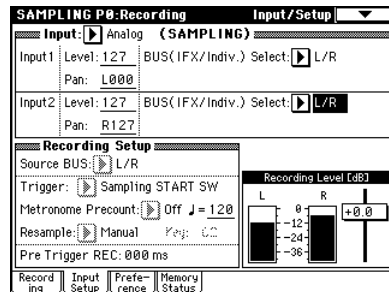 SAMPLING P0:Recording Input/Setup
Input: Analog (SAMPLING)
Input1 Level: 127 BUS(IFX/Indiv.) Select: L/R
Pan: L000
Input2 Level: 127 BUS(IFX/Indiv.) Select: L/R
Pan: R127
Recording Setup
Source BUS: L/R
Trigger: Sampling START SW
Metronome Precount: Off ♩= 120
Resample: Manual Key: C2
Pre Trigger REC: 000 ms
Recording Level [dB]
L R
0 +0.0
-12
-24
-36
Record ing Input Setup Prefe- rence Memory Status